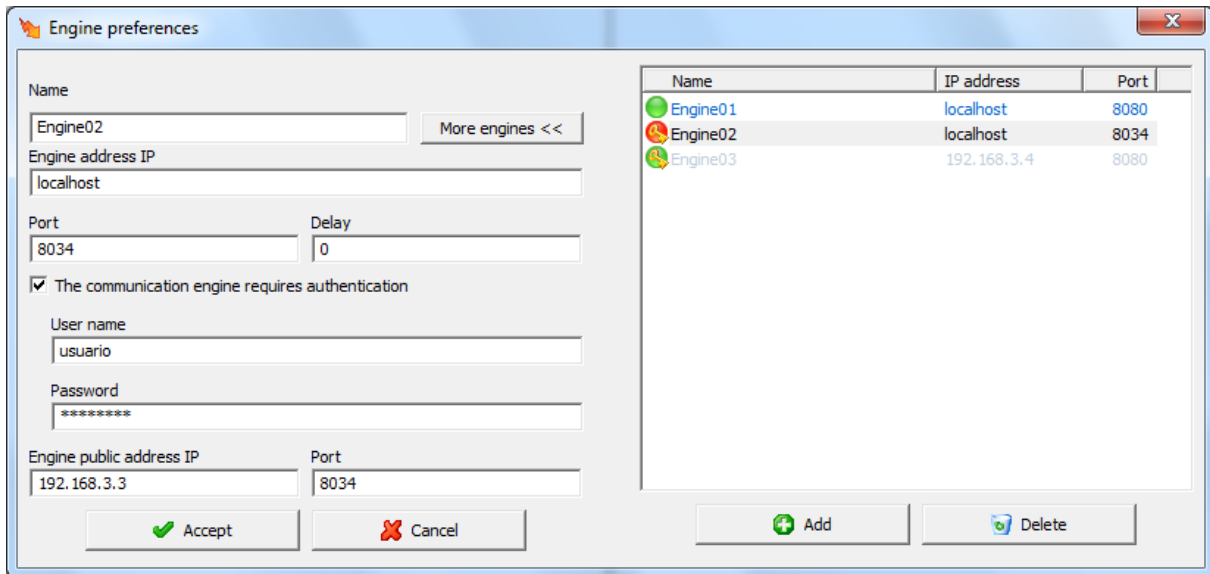 Engine preferences
Name
Engine02
More engines <<
Engine address IP
localhost
Port
Delay
8034
0
The communication engine requires authentication
User name
usuario
Password
********
Engine public address IP
Port
192.168.3.3
8034
Accept
Cancel
Name IP address Port
Engine01 localhost 8080
Engine02 localhost 8034
Engine03 192.168.3.4 8080
Add
Delete